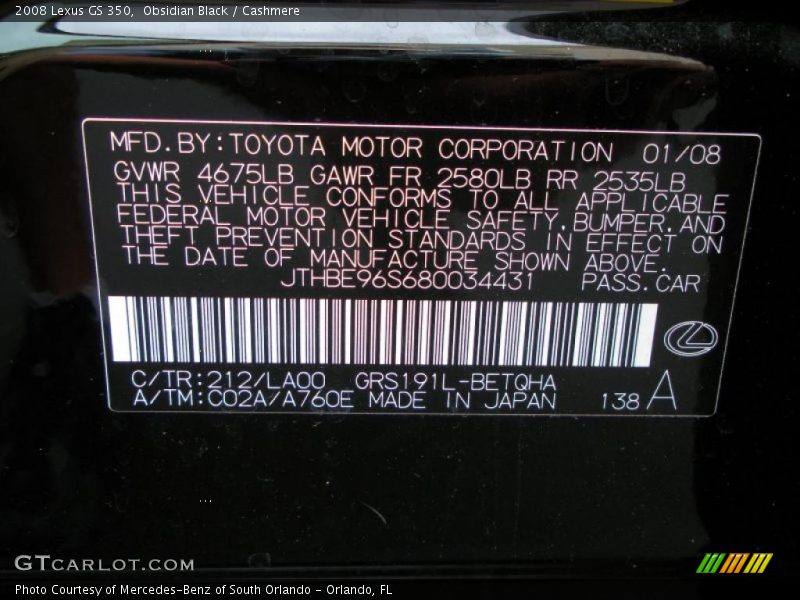 2008 Lexus GS 350, Obsidian Black / Cashmere
MFD.BY:TOYOTA MOTOR CORPORATION 01/08
GVWR 4675LB GAWR FR 2580LB RR 2535LB
THIS VEHICLE CONFORMS TO ALL APPLICABLE
FEDERAL MOTOR VEHICLE SAFETY,BUMPER,AND
THEFT PREVENTION STANDARDS IN EFFECT ON
THE DATE OF MANUFACTURE SHOWN ABOVE.
JTHBE96S680034431 PASS.CAR
C/TR:212/LA00 GRS191L-BETQHA
A/TM:C02A/A760E MADE IN JAPAN 138 A
GTCARLOT.COM
Photo Courtesy of Mercedes-Benz of South Orlando - Orlando, FL